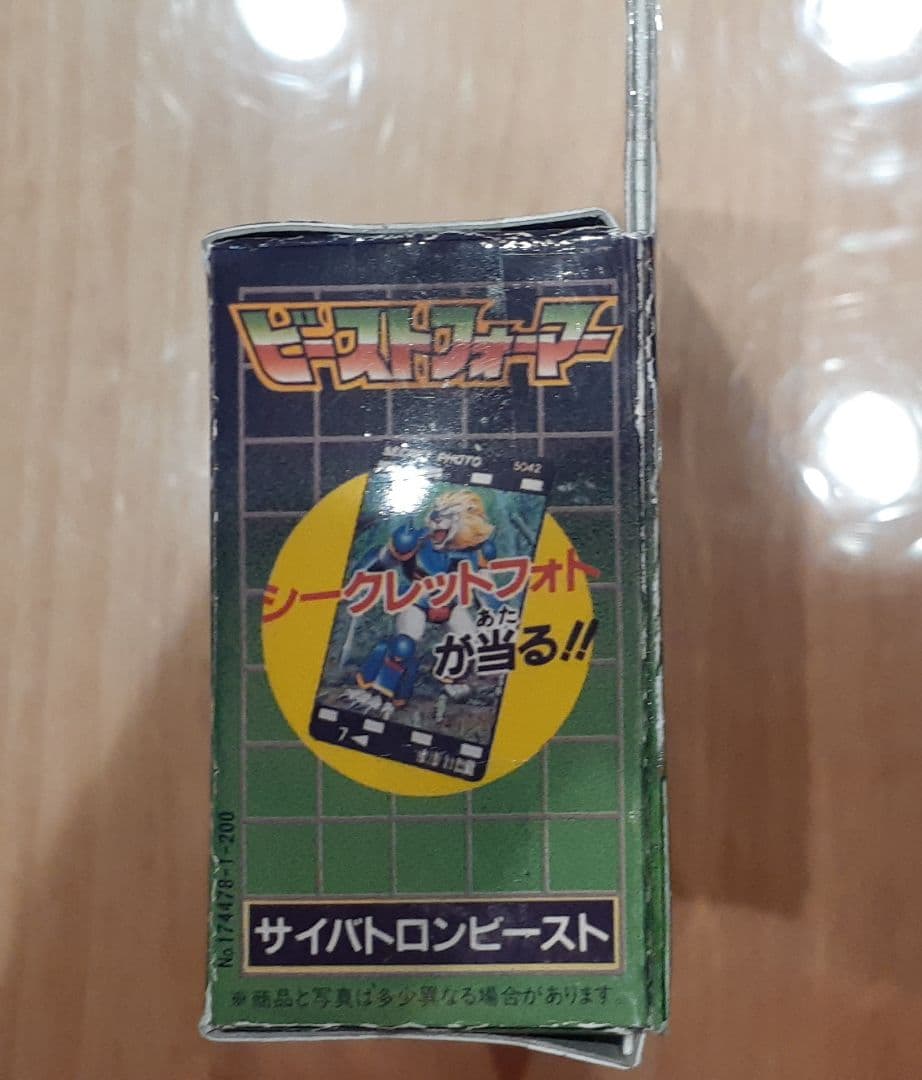 ビーストフォーマー
PHOTO 5042
シークレットフォト
あた
が当る!!
7
サイバトロンビースト
※商品と写真は多少異なる場合があります。
No.174478-1-200